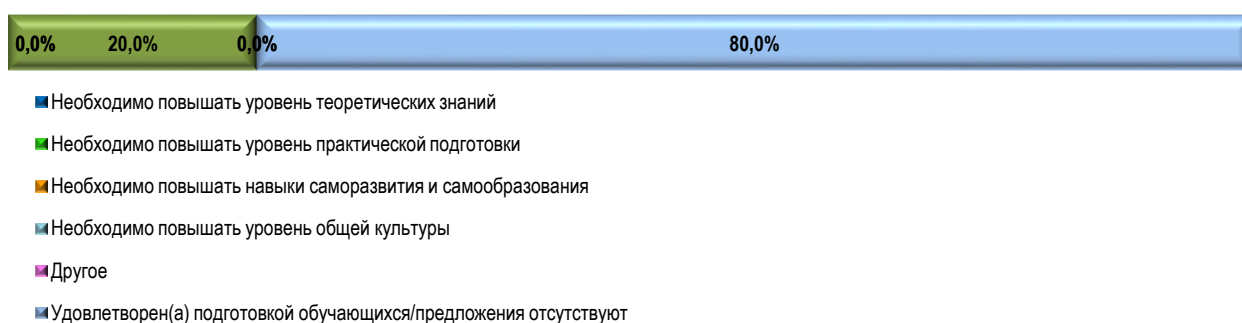 0,0% 20,0% 0,0% 80,0%
Необходимо повышать уровень теоретических знаний
Необходимо повышать уровень практической подготовки
Необходимо повышать навыки саморазвития и самообразования
Необходимо повышать уровень общей культуры
Другое
Удовлетворен(а) подготовкой обучающихся/предложения отсутствуют